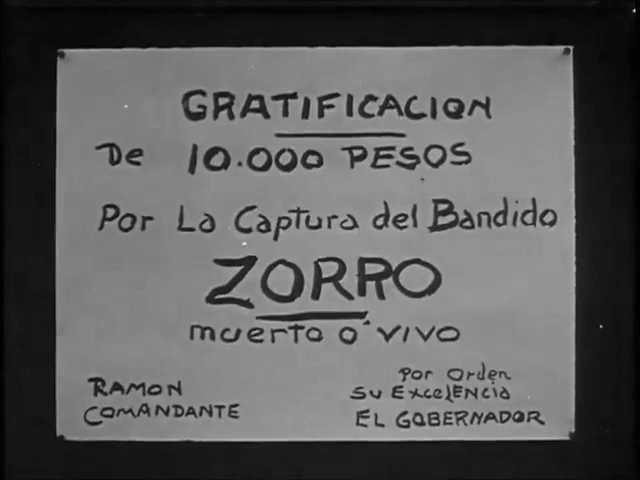 GRATIFICACION
De 10.000 PESOS
Por La Captura del Bandido
ZORRO
muerto o' vivo
RAMON
COMANDANTE
Por Orden
Su ExcelENCia
EL GOBERNADOR